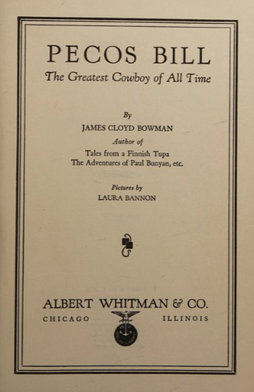 PECOS BILL
The Greatest Cowboy of All Time
By
JAMES CLOYD BOWMAN
Author of
Tales from a Finnish Tupa
The Adventures of Paul Bunyan, etc.
Pictures by
LAURA BANNON
ALBERT WHITMAN & CO.
CHICAGO ILLINOIS